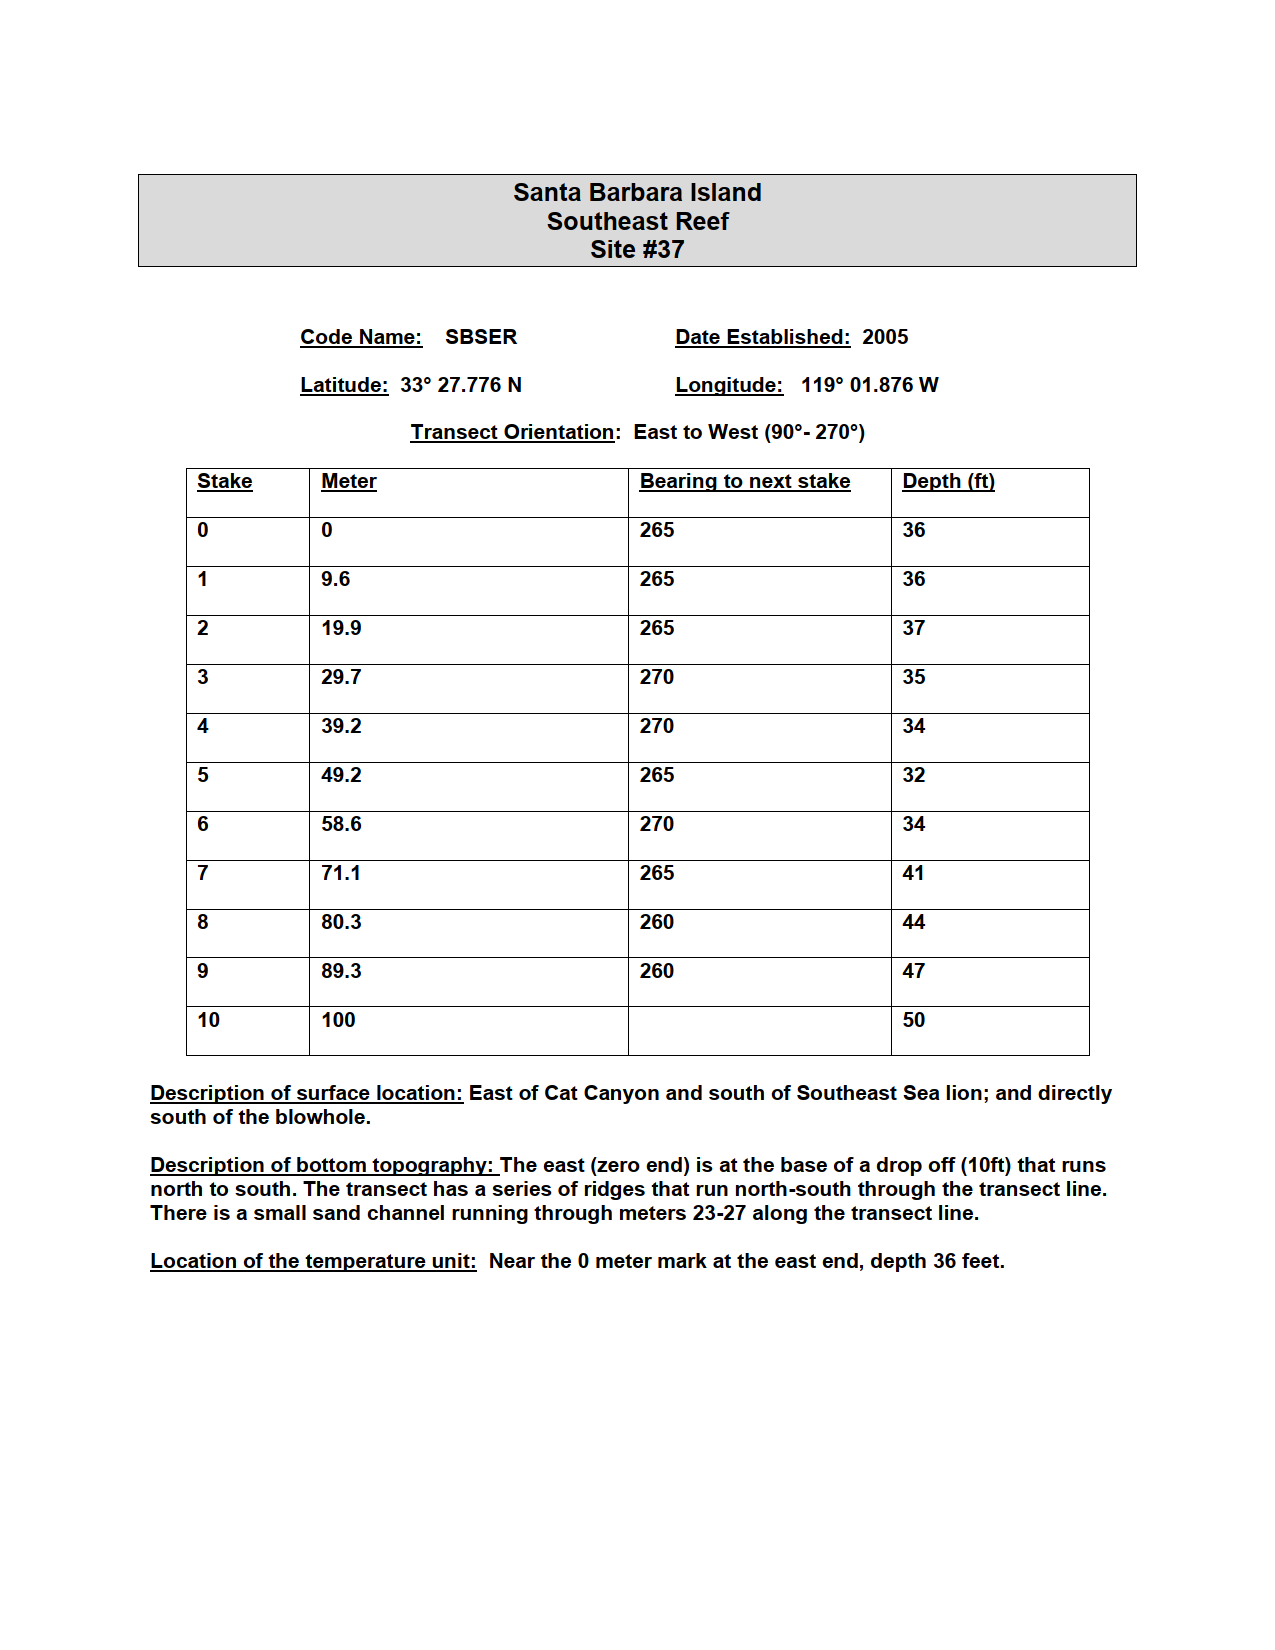 Santa Barbara Island
Southeast Reef
Site #37
Code Name: SBSER Date Established: 2005
Latitude: 33° 27.776 N Longitude: 119° 01.876 W
Transect Orientation: East to West (90°- 270°)
Stake Meter Bearing to next stake Depth (ft)
0 0 265 36
1 9.6 265 36
2 19.9 265 37
3 29.7 270 35
4 39.2 270 34
5 49.2 265 32
6 58.6 270 34
7 71.1 265 41
8 80.3 260 44
9 89.3 260 47
10 100 50
Description of surface location: East of Cat Canyon and south of Southeast Sea lion; and directly
south of the blowhole.
Description of bottom topography: The east (zero end) is at the base of a drop off (10ft) that runs
north to south. The transect has a series of ridges that run north-south through the transect line.
There is a small sand channel running through meters 23-27 along the transect line.
Location of the temperature unit: Near the 0 meter mark at the east end, depth 36 feet.